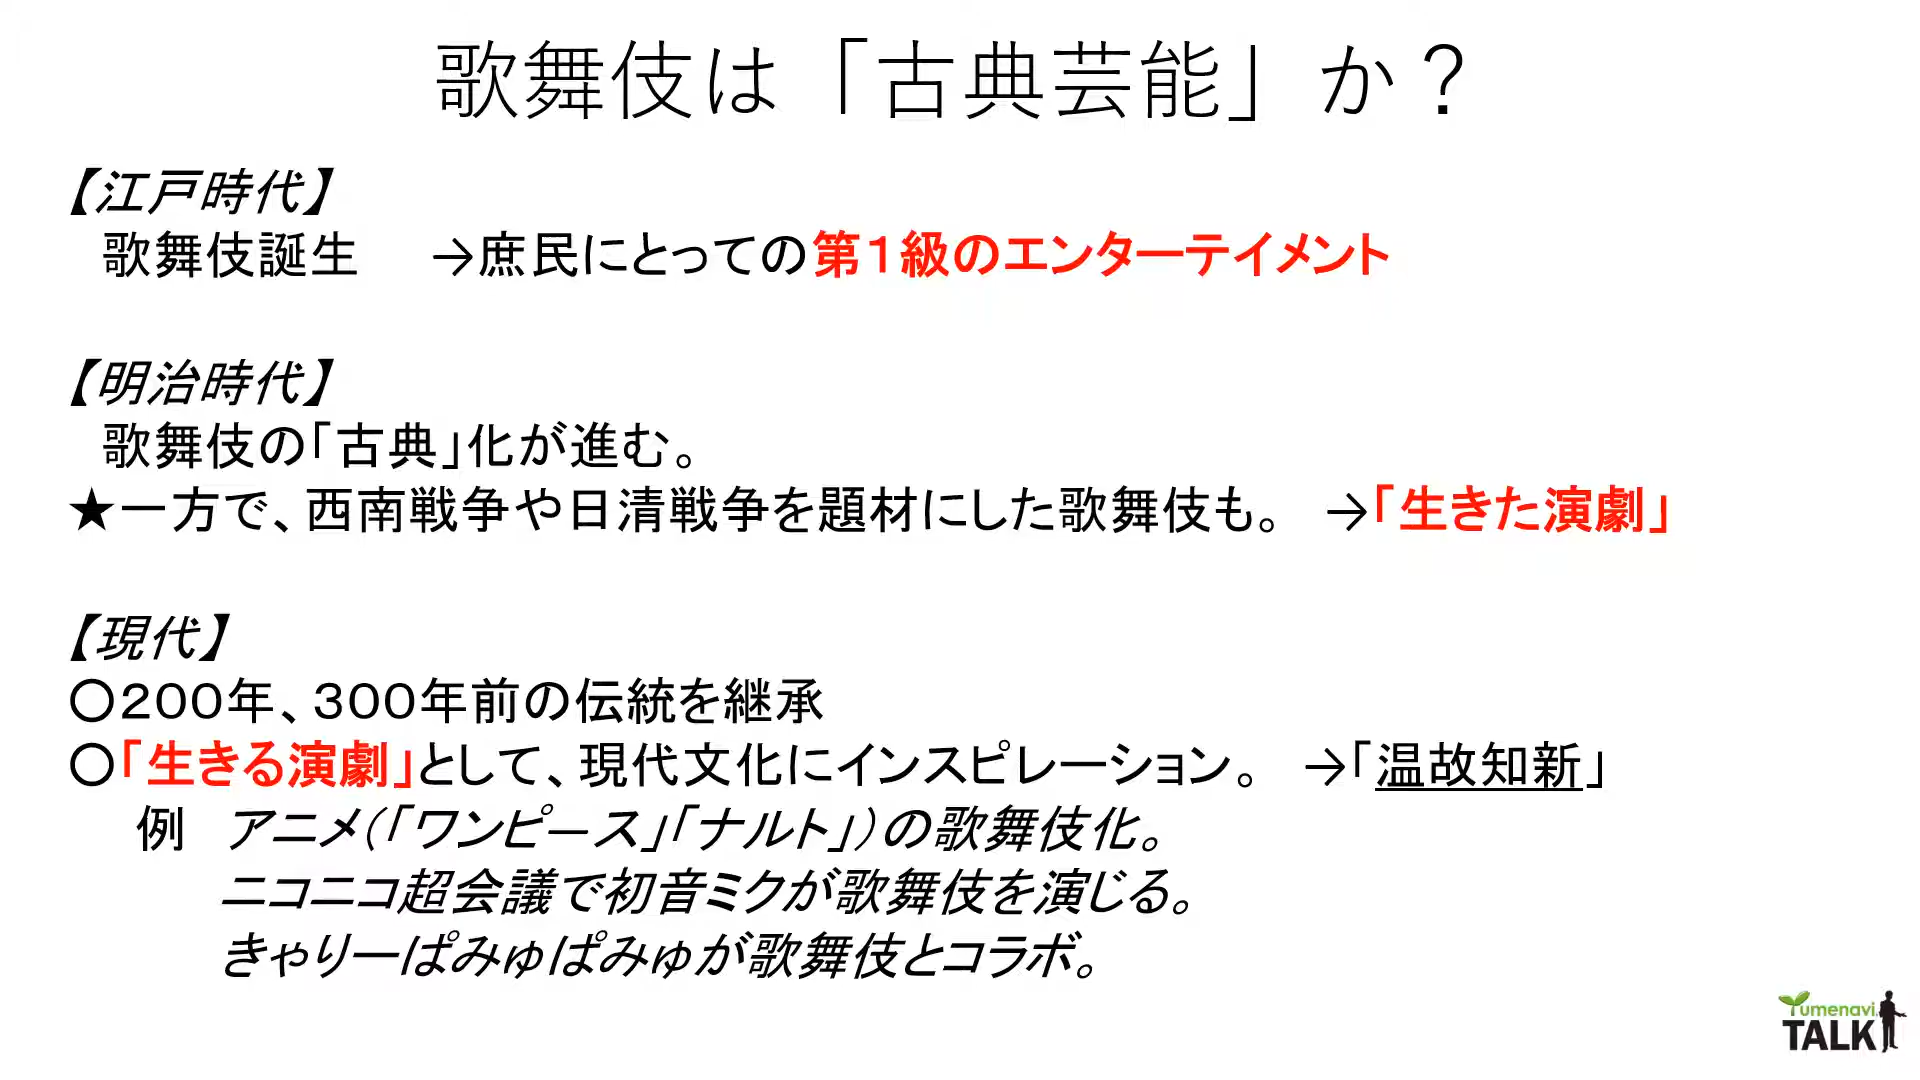 歌舞伎は「古典芸能」か？
【江戸時代】
歌舞伎誕生　→庶民にとっての第１級のエンターテイメント
【明治時代】
歌舞伎の「古典」化が進む。
★一方で、西南戦争や日清戦争を題材にした歌舞伎も。　→「生きた演劇」
【現代】
〇２００年、３００年前の伝統を継承
〇「生きる演劇」として、現代文化にインスピレーション。　→「温故知新」
例　アニメ（「ワンピース」「ナルト」）の歌舞伎化。
ニコニコ超会議で初音ミクが歌舞伎を演じる。
きゃりーぱみゅぱみゅが歌舞伎とコラボ。
Yumenavi
TALK